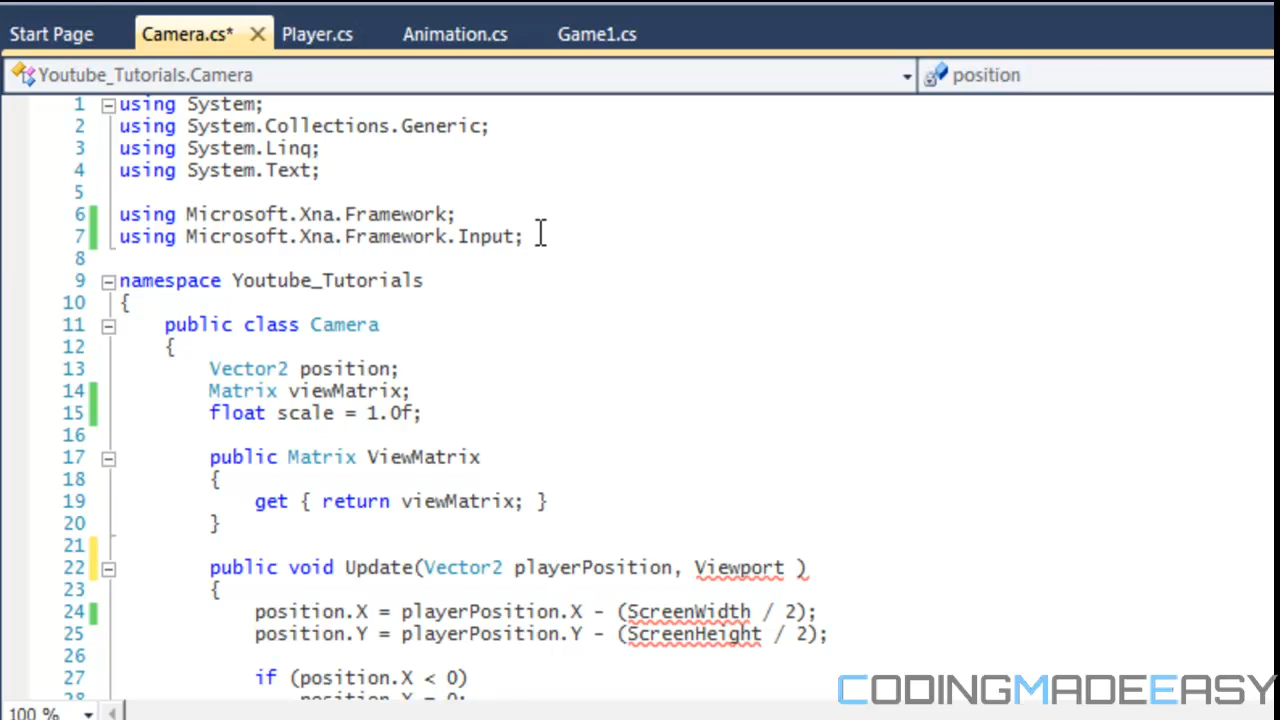 Start Page Camera.cs* Player.cs Animation.cs Game1.cs
Youtube_Tutorials.Camera position
1 using System;
2 using System.Collections.Generic;
3 using System.Linq;
4 using System.Text;
5
6 using Microsoft.Xna.Framework;
7 using Microsoft.Xna.Framework.Input;
8
9 namespace Youtube_Tutorials
10 {
11 public class Camera
12 {
13 Vector2 position;
14 Matrix viewMatrix;
15 float scale = 1.0f;
16
17 public Matrix ViewMatrix
18 {
19 get { return viewMatrix; }
20 }
21
22 public void Update(Vector2 playerPosition, Viewport )
23 {
24 position.X = playerPosition.X - (ScreenWidth / 2);
25 position.Y = playerPosition.Y - (ScreenHeight / 2);
26
27 if (position.X < 0)
28 position.X = 0;
CODINGMADEEASY
100 %